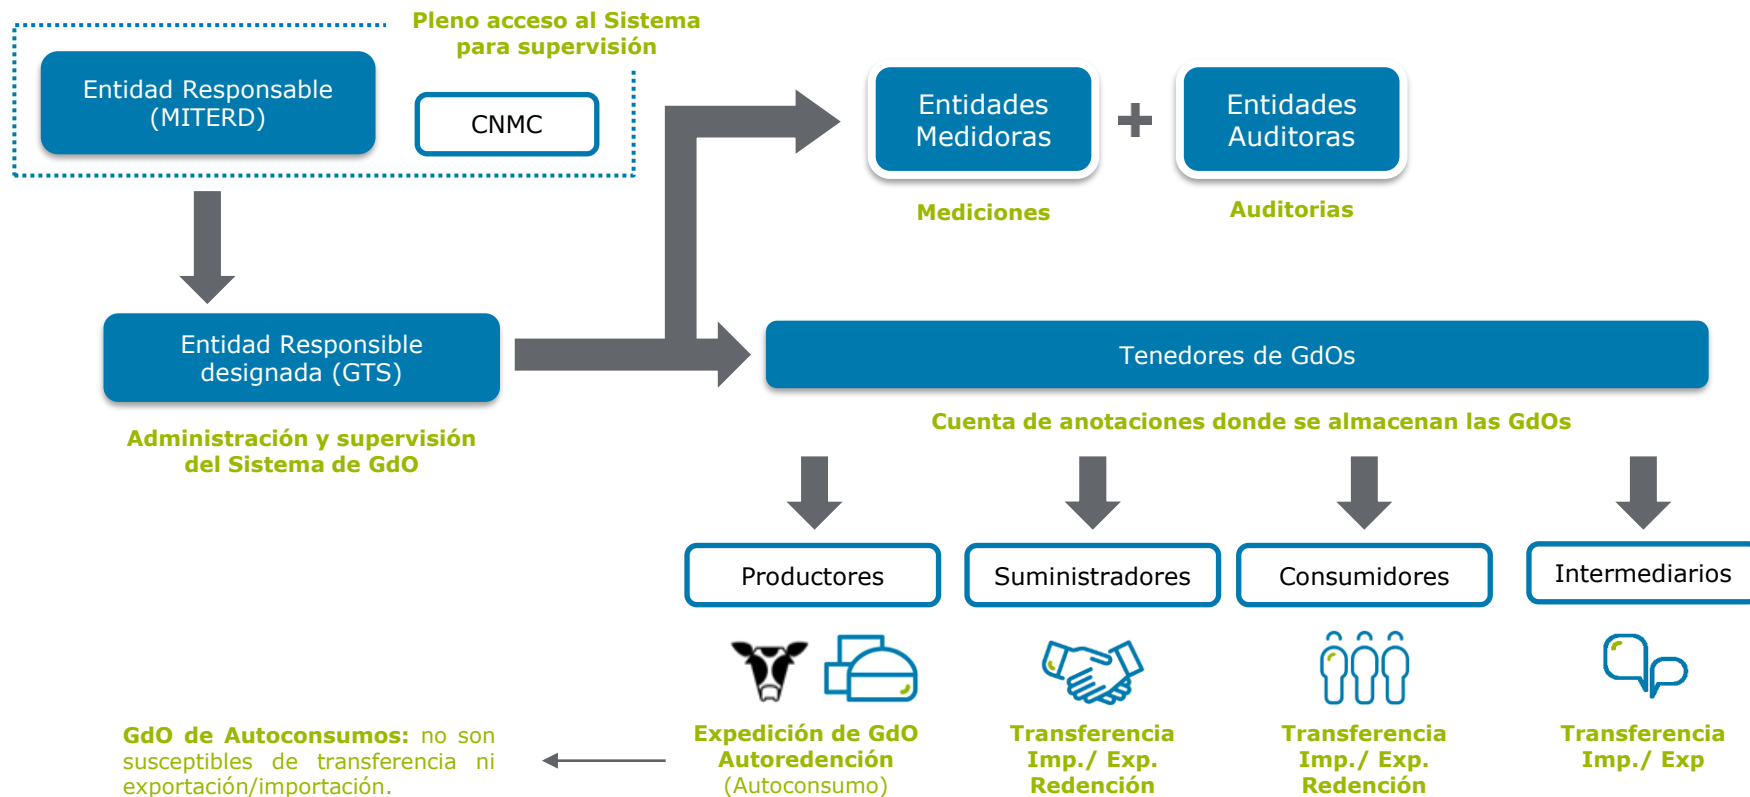 Pleno acceso al Sistema
para supervisión
Entidad Responsable
(MITERD)
CNMC
Entidades
Medidoras
Entidades
Auditoras
Mediciones
Auditorias
Entidad Responsible
designada (GTS)
Tenedores de GdOs
Administración y supervisión
del Sistema de GdO
Cuenta de anotaciones donde se almacenan las GdOs
Productores
Suministradores
Consumidores
Intermediarios
Expedición de GdO
Autoredención
(Autoconsumo)
Transferencia
Imp./ Exp.
Redención
Transferencia
Imp./ Exp.
Redención
Transferencia
Imp./ Exp
GdO de Autoconsumos: no son
susceptibles de transferencia ni
exportación/importación.